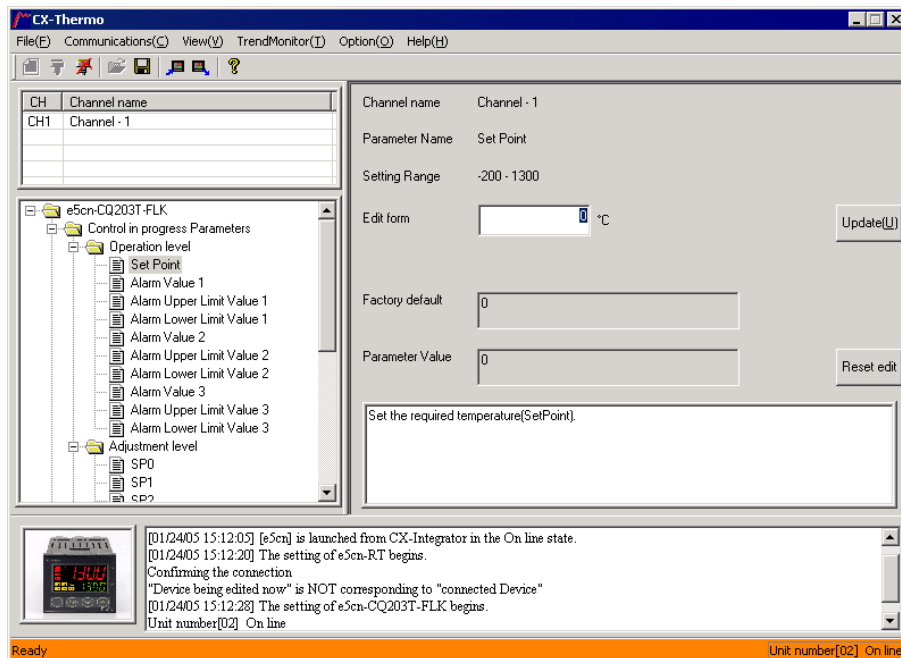 CX-Thermo
File(F) Communications(C) View(V) TrendMonitor(T) Option(O) Help(H)
CH Channel name
CH1 Channel - 1
e5cn-CQ203T-FLK
Control in progress Parameters
Operation level
Set Point
Alarm Value 1
Alarm Upper Limit Value 1
Alarm Lower Limit Value 1
Alarm Value 2
Alarm Upper Limit Value 2
Alarm Lower Limit Value 2
Alarm Value 3
Alarm Upper Limit Value 3
Alarm Lower Limit Value 3
Adjustment level
SP0
SP1
SP2
Channel name Channel - 1
Parameter Name Set Point
Setting Range -200 - 1300
Edit form 0 °C
Update(U)
Factory default 0
Parameter Value 0
Reset edit
Set the required temperature(SetPoint).
[01/24/05 15:12:05] [e5cn] is launched from CX-Integrator in the On line state.
[01/24/05 15:12:20] The setting of e5cn-RT begins.
Confirming the connection
"Device being edited now" is NOT corresponding to "connected Device"
[01/24/05 15:12:28] The setting of e5cn-CQ203T-FLK begins.
Unit number[02] On line
Ready
Unit number[02] On line